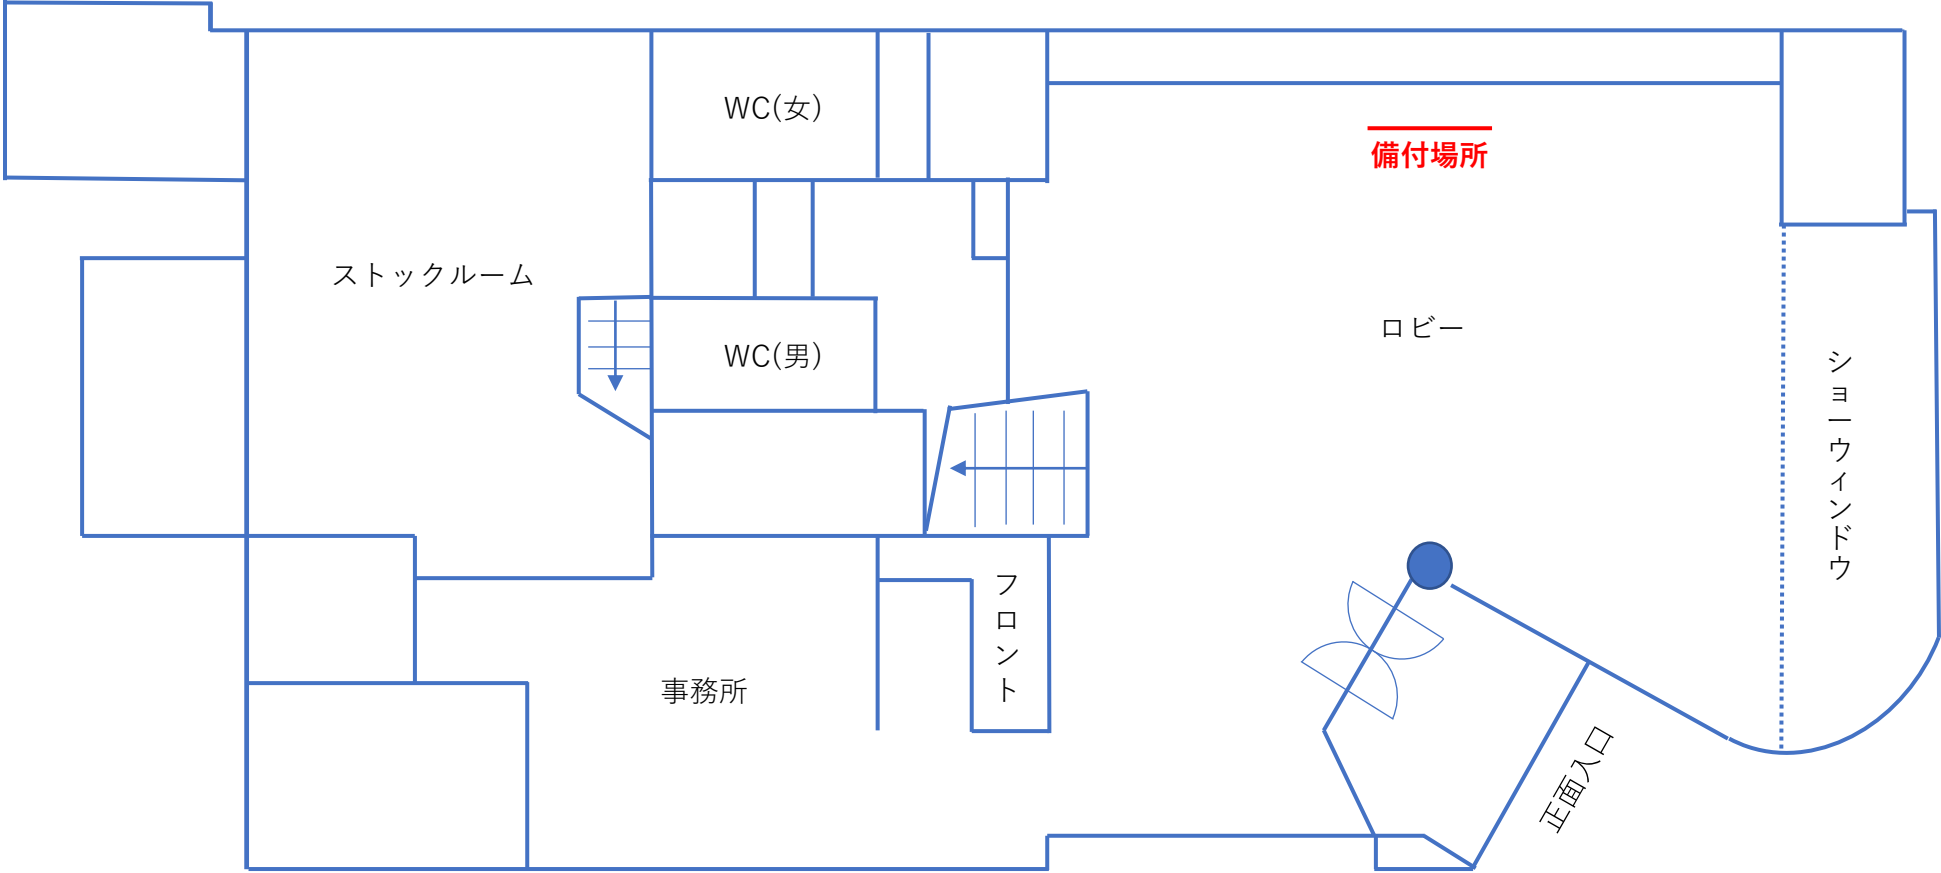 WC(女)
備付場所
ストックルーム
ロビー
WC(男)
ショーウィンドウ
フロント
事務所
正面入口